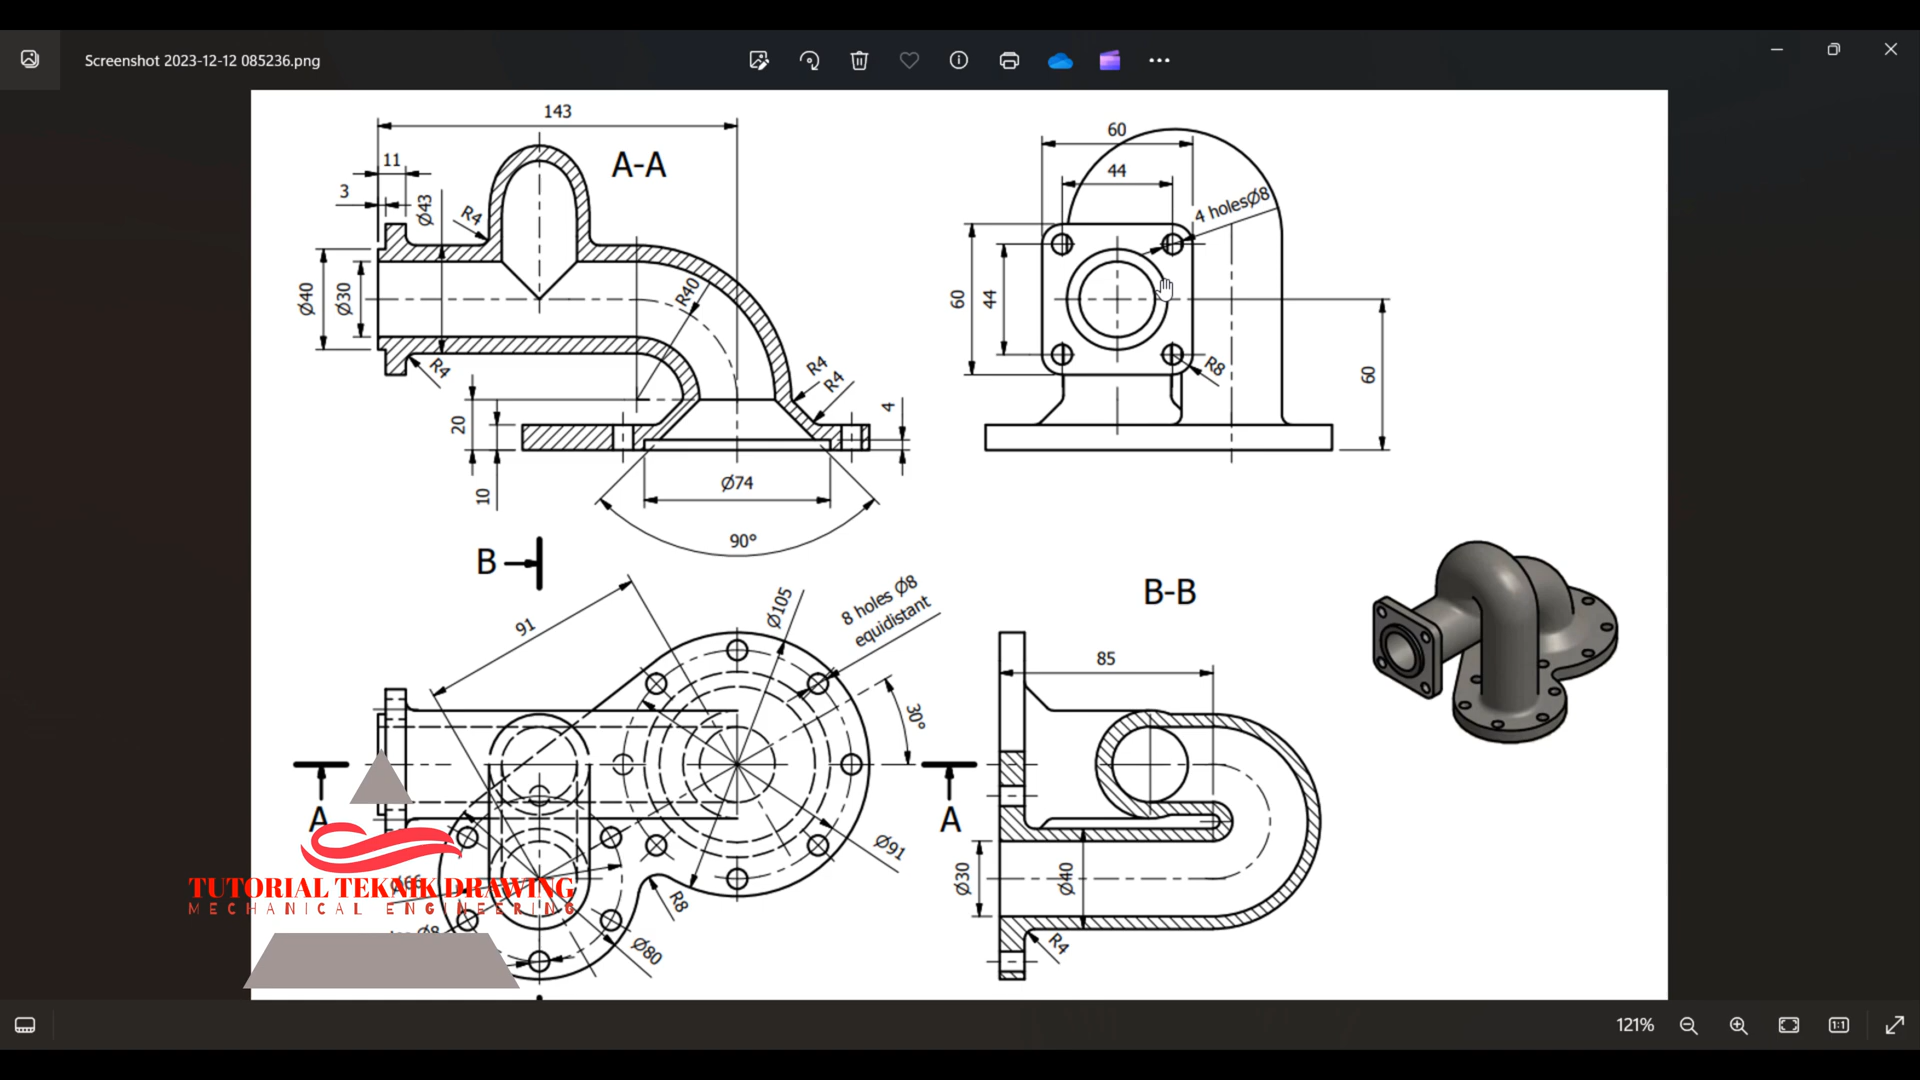 Screenshot 2023-12-12 085236.png
143
A-A
11
3
Ø43
R4
Ø40
Ø30
R40
R4
R4
R4
20
10
4
Ø74
90°
60
44
4 holesØ8
60
44
R8
60
B
91
Ø105
8 holes Ø8
equidistant
30°
A
Ø91
R8
Ø80
B-B
85
A
Ø30
Ø40
R4
TUTORIAL TEKNIK DRAWING
MECHANICAL ENGINEERING
121%
1:1